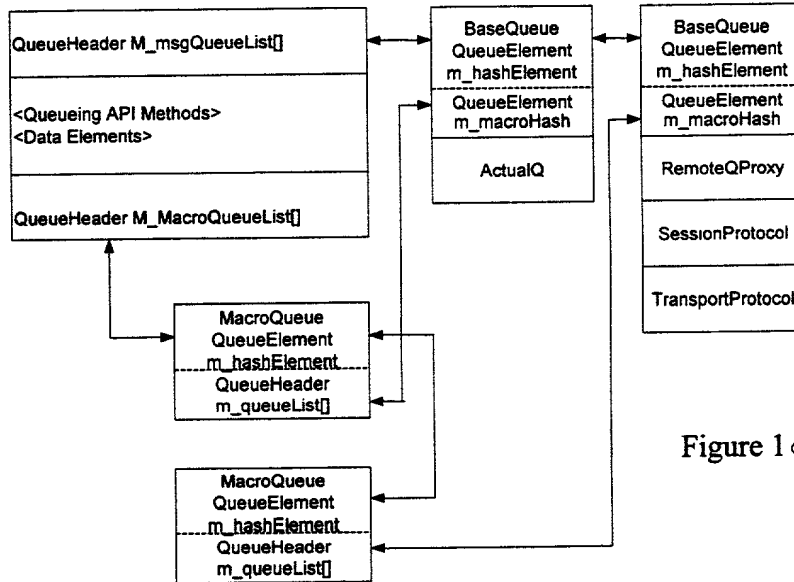 QueueHeader M_msgQueueList[]
<Queueing API Methods>
<Data Elements>
QueueHeader M_MacroQueueList[]
BaseQueue
QueueElement
m_hashElement
QueueElement
m_macroHash
ActualQ
BaseQueue
QueueElement
m_hashElement
QueueElement
m_macroHash
RemoteQProxy
SessionProtocol
TransportProtocol
MacroQueue
QueueElement
m_hashElement
QueueHeader
m_queueList[]
MacroQueue
QueueElement
m_hashElement
QueueHeader
m_queueList[]
Figure 1